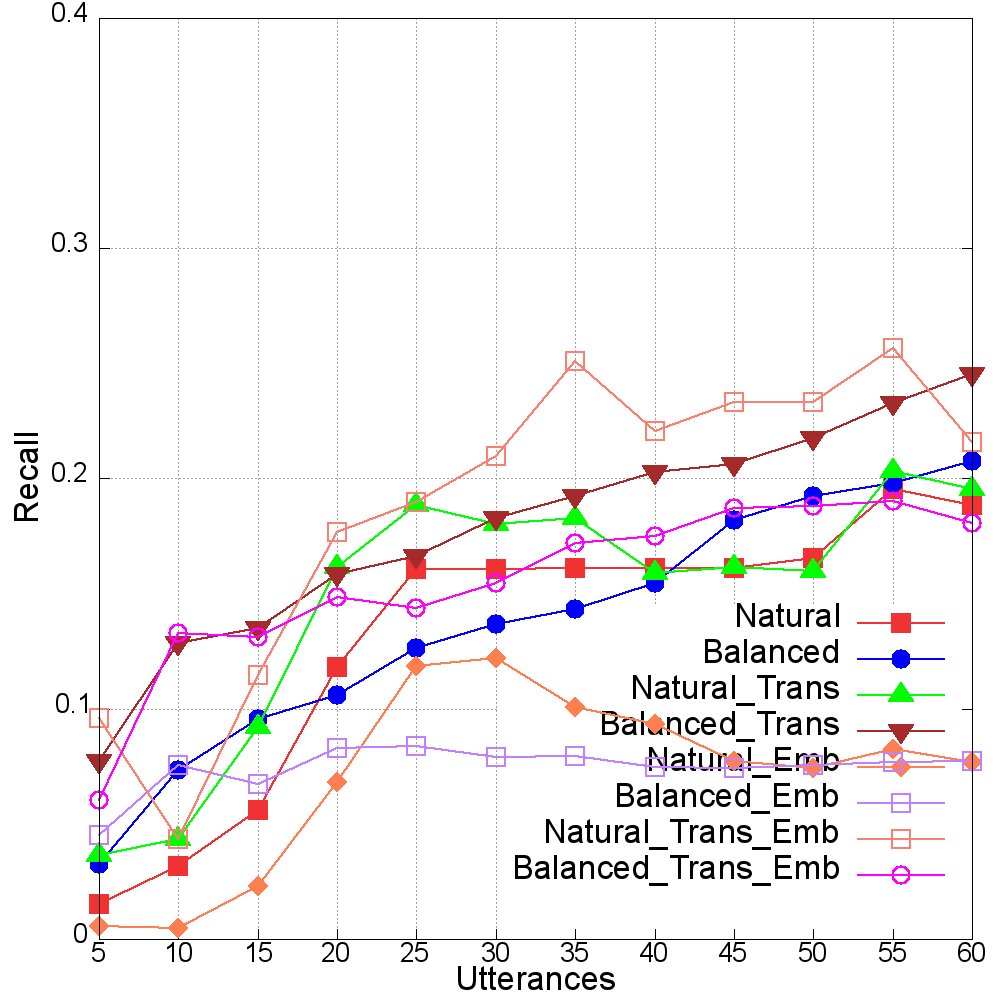 0.4
0.3
0.2
0.1
0
Recall
Natural
Balanced
Natural_Trans
Balanced_Trans
Natural_Emb
Balanced_Emb
Natural_Trans_Emb
Balanced_Trans_Emb
5 10 15 20 25 30 35 40 45 50 55 60
Utterances